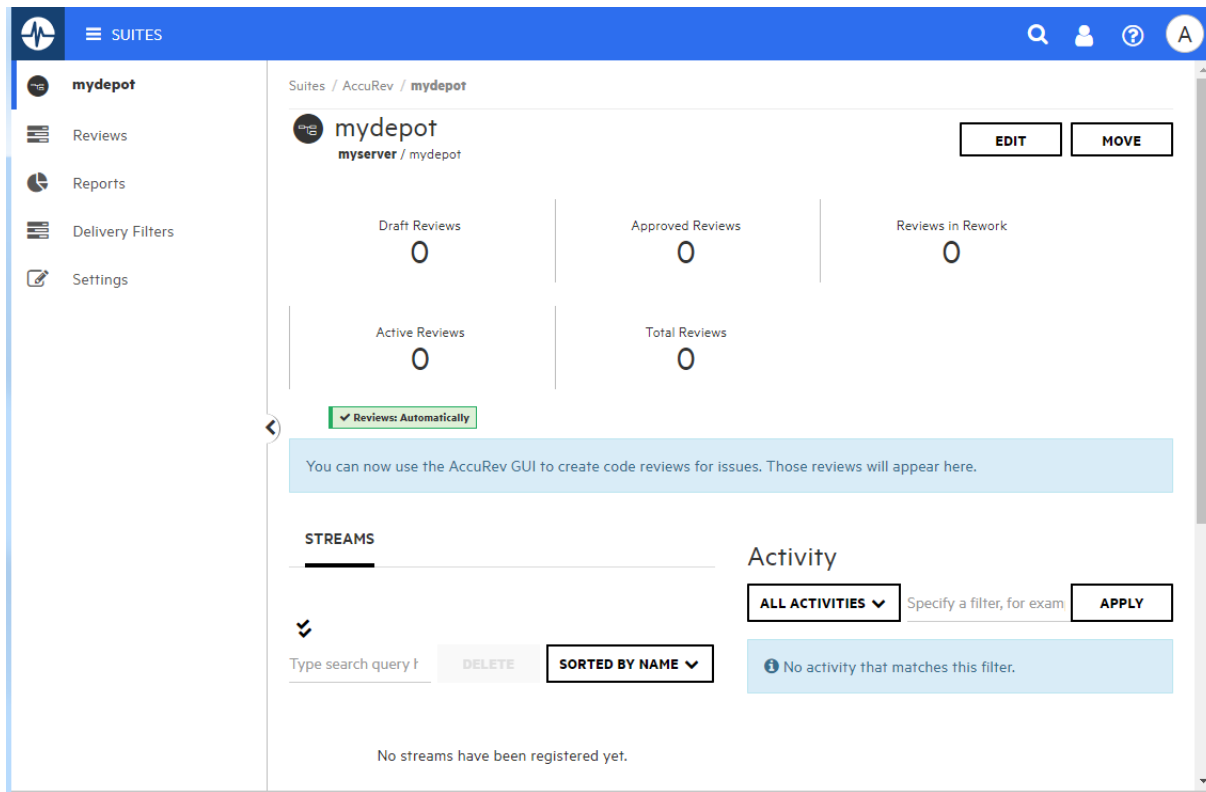 SUITES
A
mydepot
Reviews
Reports
Delivery Filters
Settings
Suites / AccuRev / mydepot
mydepot
myserver / mydepot
EDIT
MOVE
Draft Reviews
0
Approved Reviews
0
Reviews in Rework
0
Active Reviews
0
Total Reviews
0
Reviews: Automatically
You can now use the AccuRev GUI to create code reviews for issues. Those reviews will appear here.
STREAMS
Type search query h
DELETE
SORTED BY NAME
No streams have been registered yet.
Activity
ALL ACTIVITIES
Specify a filter, for exam
APPLY
No activity that matches this filter.